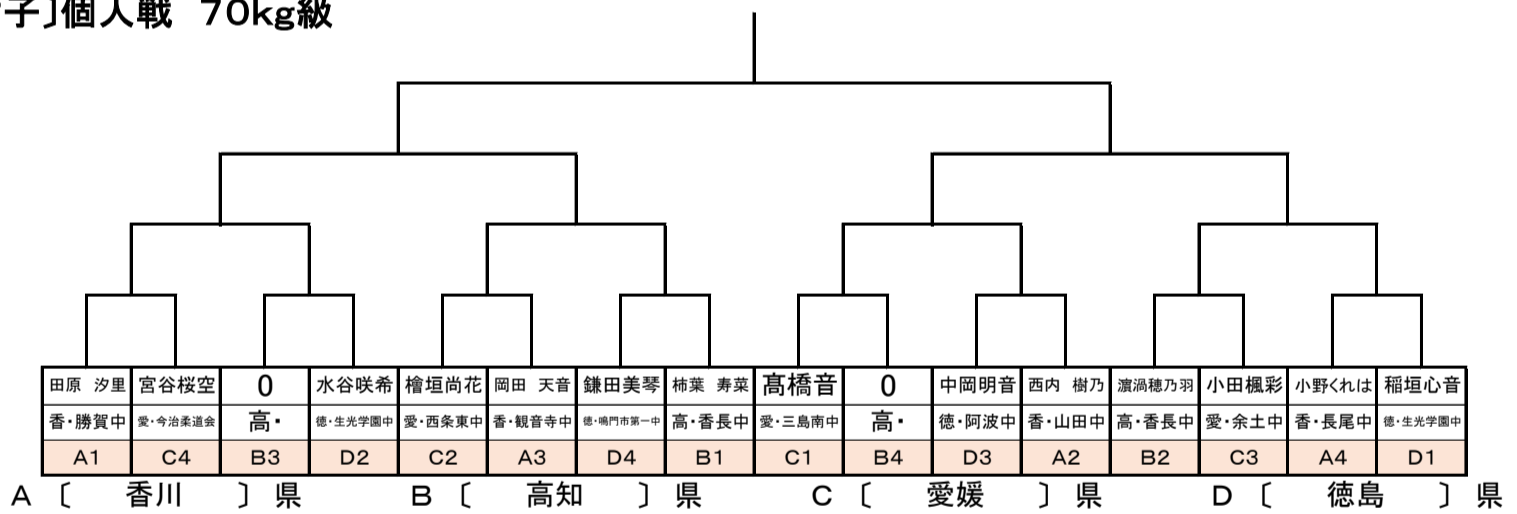 子]個人戦 70kg級
田原 汐里 宮谷桜空 0 水谷咲希 檜垣尚花 岡田 天音 鎌田美琴 柿葉 寿菜 髙橋音 0 中岡明音 西内 樹乃 濵渦穂乃羽 小田楓彩 小野くれは 稲垣心音
香・勝賀中 愛・今治柔道会 高・ 徳・生光学園中 愛・西条東中 香・観音寺中 徳・鳴門市第一中 高・香長中 愛・三島南中 高・ 徳・阿波中 香・山田中 高・香長中 愛・余土中 香・長尾中 徳・生光学園中
A1 C4 B3 D2 C2 A3 D4 B1 C1 B4 D3 A2 B2 C3 A4 D1
A〔 香川 〕県 B〔 高知 〕県 C〔 愛媛 〕県 D〔 徳島 〕県